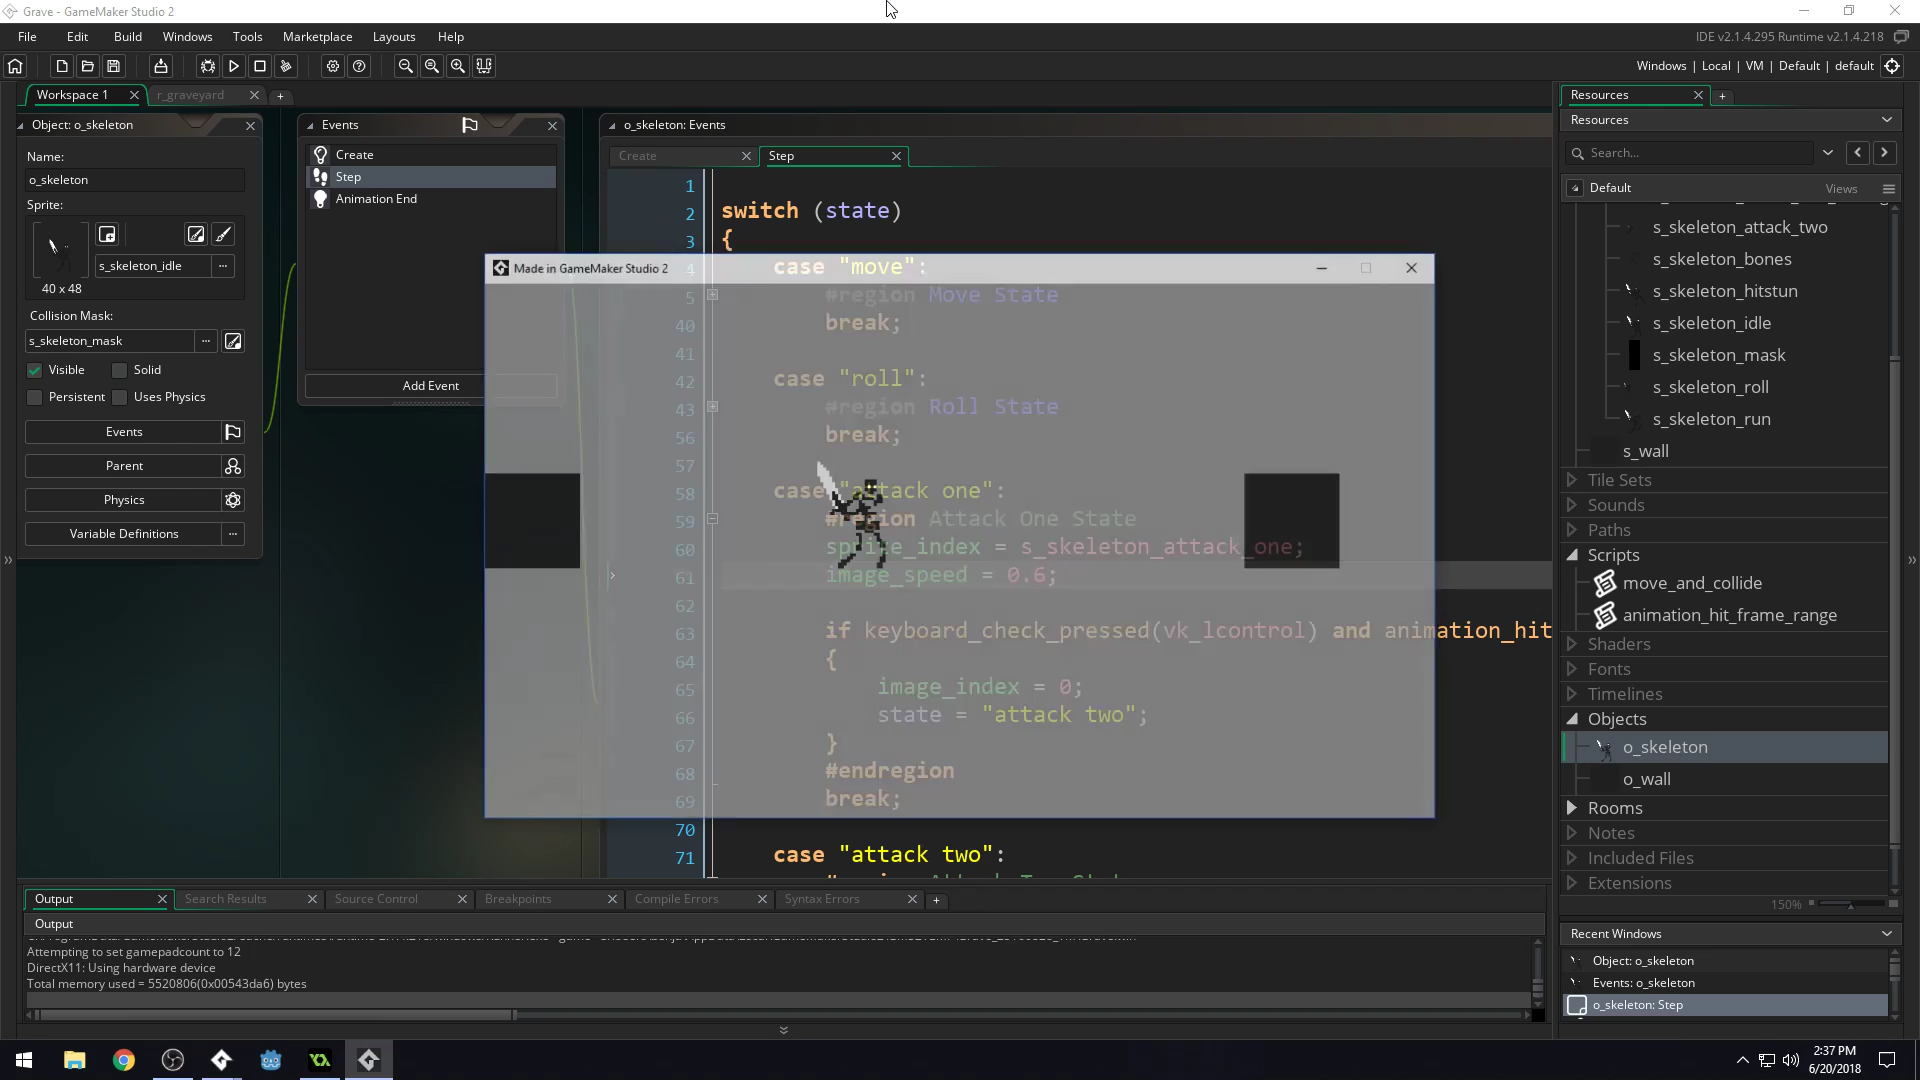 Grave - GameMaker Studio 2
File Edit Build Windows Tools Marketplace Layouts Help
IDE v2.1.4.295 Runtime v2.1.4.218
Windows | Local | VM | Default | default
Workspace 1
r_graveyard
Object: o_skeleton
Name:
o_skeleton
Sprite:
s_skeleton_idle
40 x 48
Collision Mask:
s_skeleton_mask
Visible
Solid
Persistent
Uses Physics
Events
Parent
Physics
Variable Definitions
Events
Create
Step
Animation End
Add Event
o_skeleton: Events
Create
Step
1
2 switch (state)
3 {
4 case "move":
5 #region Move State
40 break;
41
42 case "roll":
43 #region Roll State
56 break;
57
58 case "attack one":
59 #region Attack One State
60 sprite_index = s_skeleton_attack_one;
61 image_speed = 0.6;
62
63 if keyboard_check_pressed(vk_lcontrol) and animation_hit
64 {
65 image_index = 0;
66 state = "attack two";
67 }
68 #endregion
69 break;
70
71 case "attack two":
Made in GameMaker Studio 2
Output
Search Results
Source Control
Breakpoints
Compile Errors
Syntax Errors
Output
Attempting to set gamepadcount to 12
DirectX11: Using hardware device
Total memory used = 5520806(0x00543da6) bytes
Resources
Resources
Search...
Default
Views
s_skeleton_attack_two
s_skeleton_bones
s_skeleton_hitstun
s_skeleton_idle
s_skeleton_mask
s_skeleton_roll
s_skeleton_run
s_wall
Tile Sets
Sounds
Paths
Scripts
move_and_collide
animation_hit_frame_range
Shaders
Fonts
Timelines
Objects
o_skeleton
o_wall
Rooms
Notes
Included Files
Extensions
150%
Recent Windows
Object: o_skeleton
Events: o_skeleton
o_skeleton: Step
2:37 PM
6/20/2018